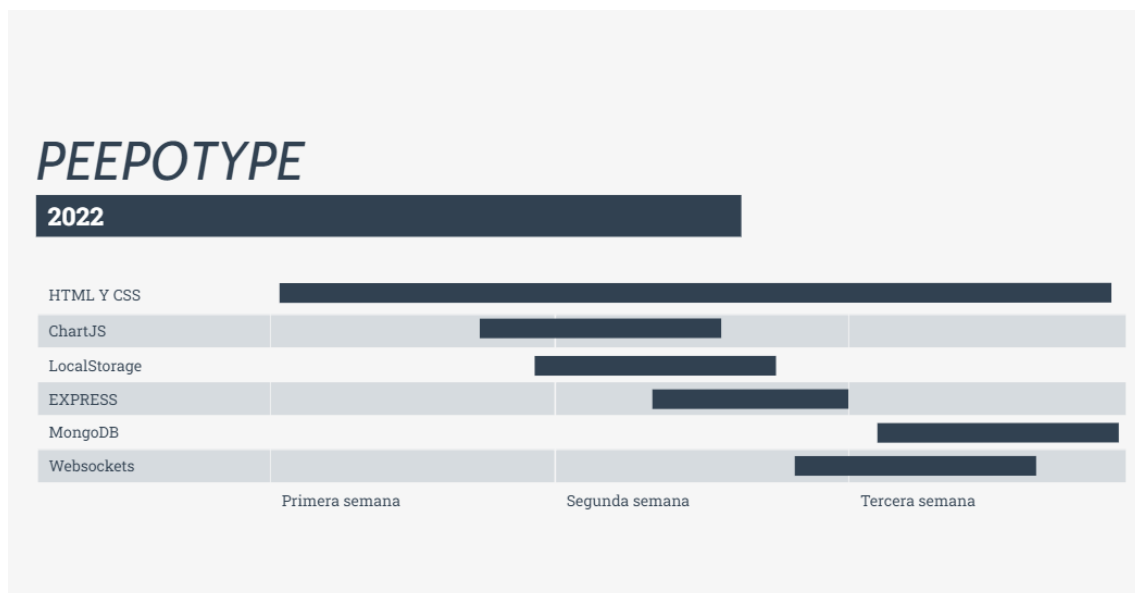 PEEPOTYPE
2022
HTML Y CSS
ChartJS
LocalStorage
EXPRESS
MongoDB
Websockets
Primera semana Segunda semana Tercera semana